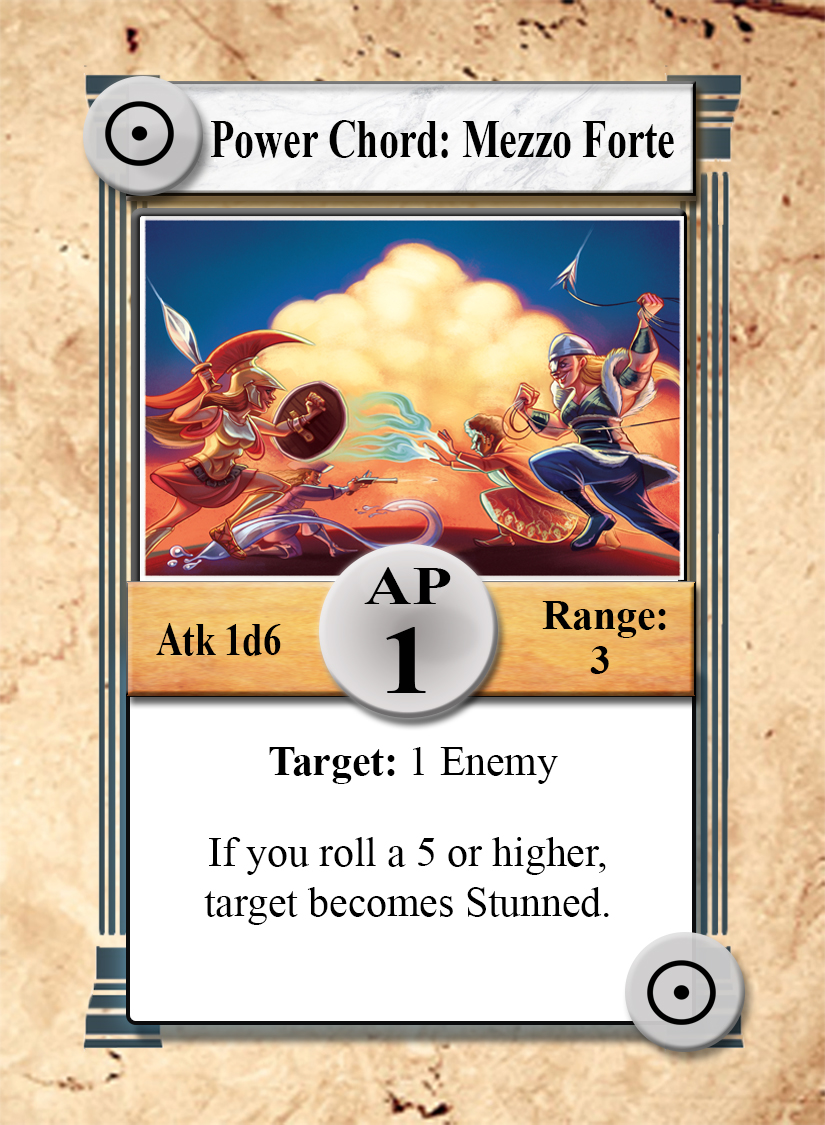 Power Chord: Mezzo Forte
Atk 1d6
AP
1
Range:
3
Target: 1 Enemy
If you roll a 5 or higher,
target becomes Stunned.